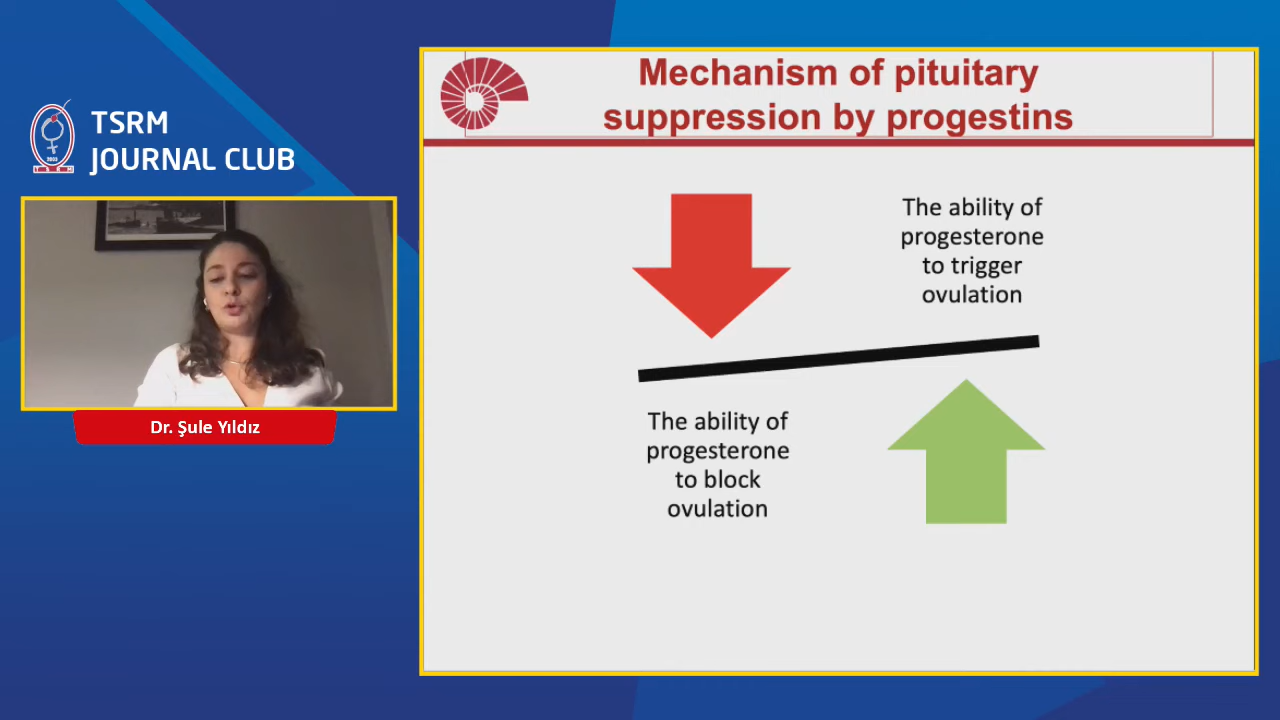 TSRM
JOURNAL CLUB
2003
T S R M
Dr. Şule Yıldız
Mechanism of pituitary
suppression by progestins
The ability of
progesterone
to trigger
ovulation
The ability of
progesterone
to block
ovulation